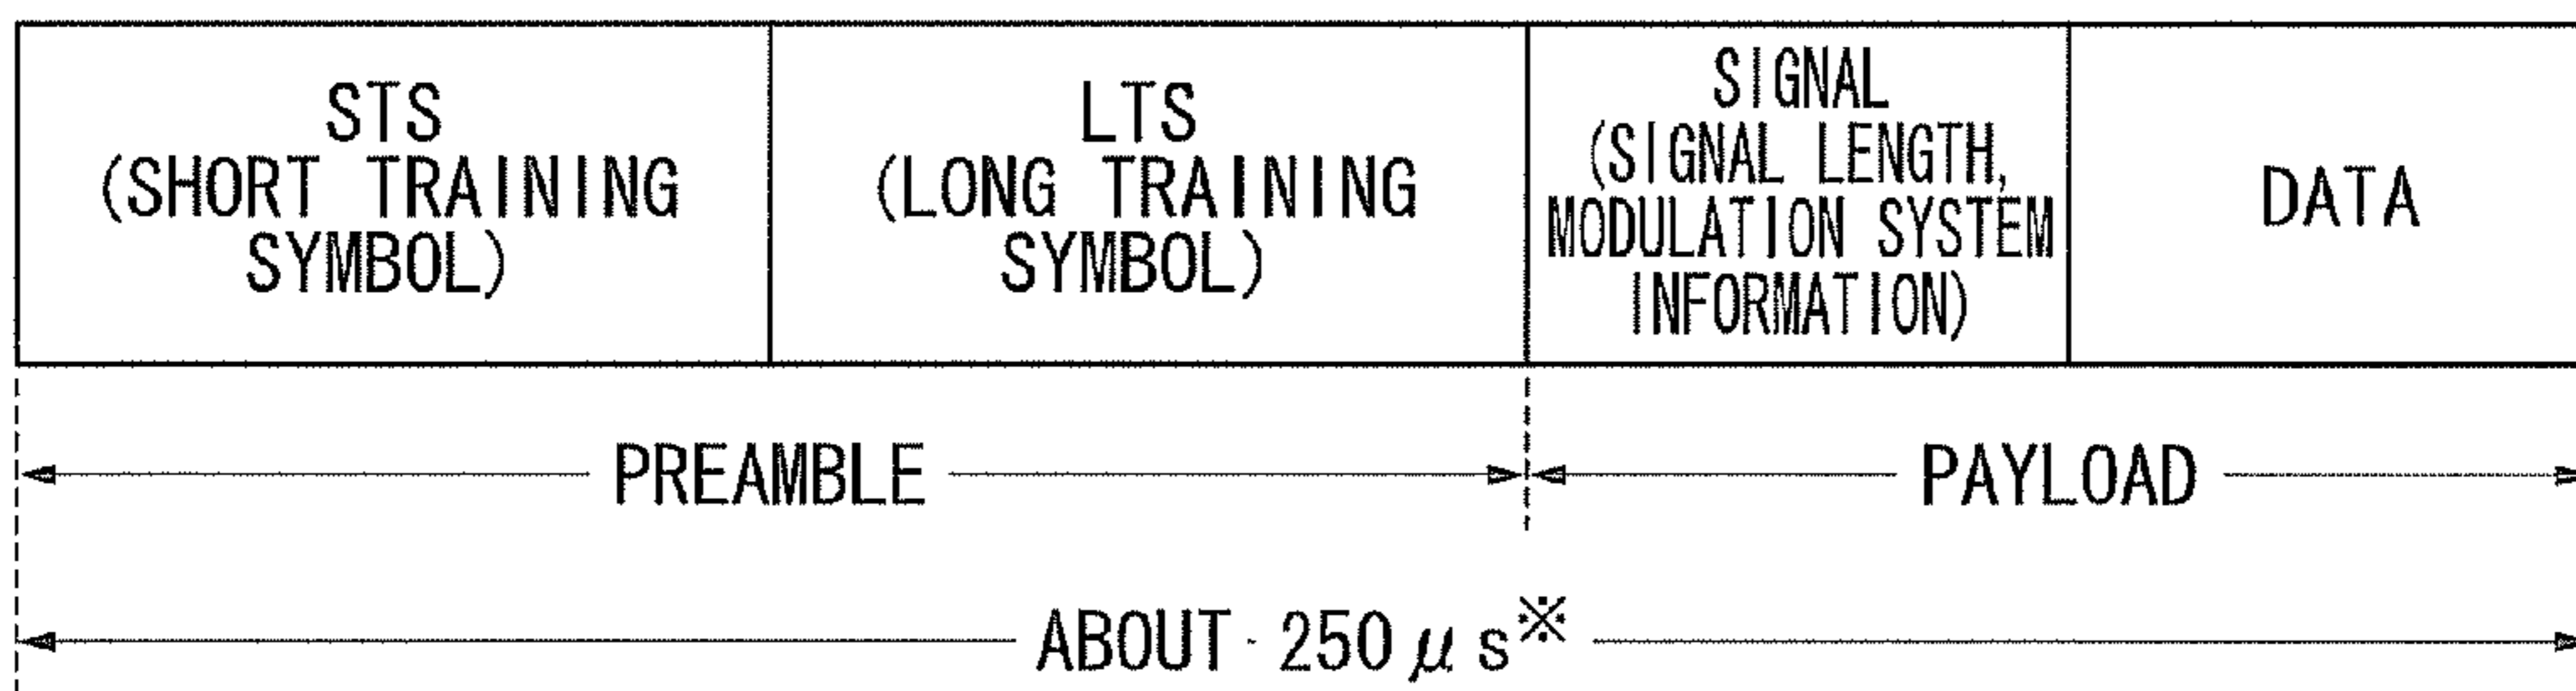 STS
(SHORT TRAINING
SYMBOL)
LTS
(LONG TRAINING
SYMBOL)
SIGNAL
(SIGNAL LENGTH,
MODULATION SYSTEM
INFORMATION)
DATA
PREAMBLE
PAYLOAD
ABOUT 250 μs※